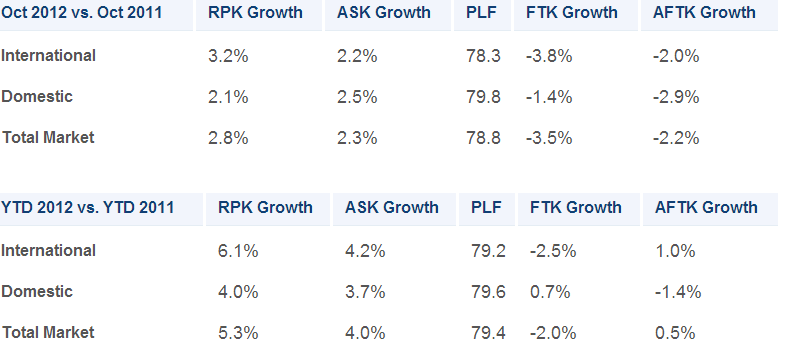 Oct 2012 vs. Oct 2011 RPK Growth ASK Growth PLF FTK Growth AFTK Growth
International 3.2% 2.2% 78.3 -3.8% -2.0%
Domestic 2.1% 2.5% 79.8 -1.4% -2.9%
Total Market 2.8% 2.3% 78.8 -3.5% -2.2%
YTD 2012 vs. YTD 2011 RPK Growth ASK Growth PLF FTK Growth AFTK Growth
International 6.1% 4.2% 79.2 -2.5% 1.0%
Domestic 4.0% 3.7% 79.6 0.7% -1.4%
Total Market 5.3% 4.0% 79.4 -2.0% 0.5%